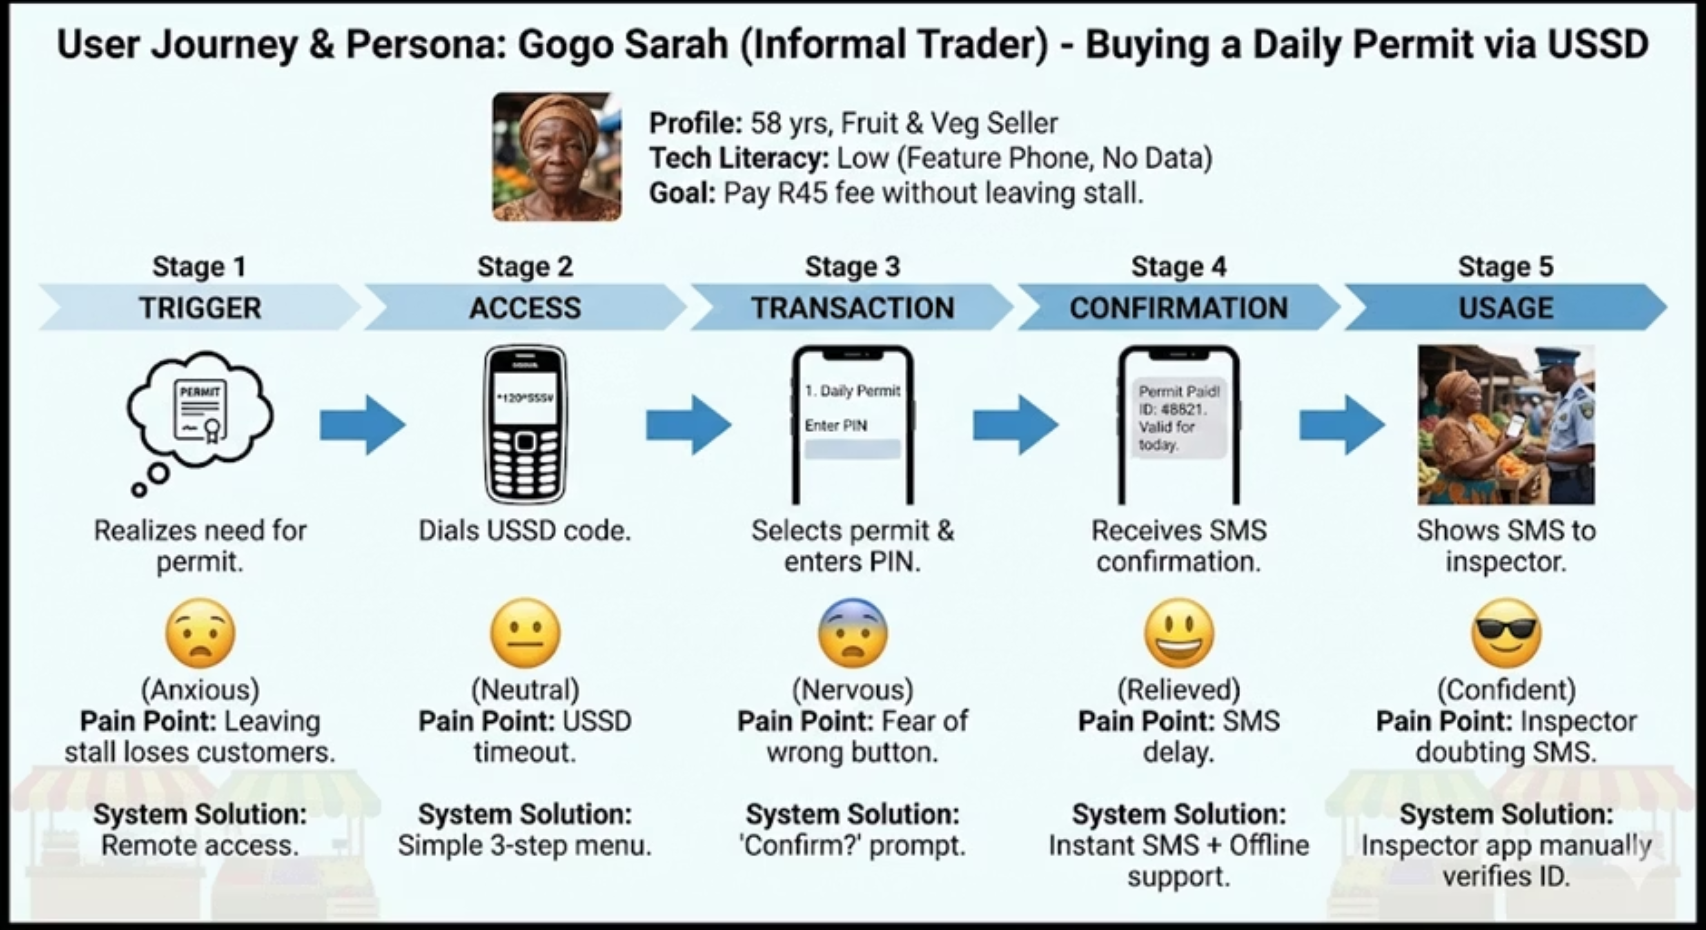 User Journey & Persona: Gogo Sarah (Informal Trader) - Buying a Daily Permit via USSD
Profile: 58 yrs, Fruit & Veg Seller
Tech Literacy: Low (Feature Phone, No Data)
Goal: Pay R45 fee without leaving stall.
Stage 1
TRIGGER
PERMIT
Realizes need for
permit.
(Anxious)
Pain Point: Leaving
stall loses customers.
System Solution:
Remote access.
Stage 2
ACCESS
Dials USSD code.
(Neutral)
Pain Point: USSD
timeout.
System Solution:
Simple 3-step menu.
Stage 3
TRANSACTION
1. Daily Permit
Enter PIN
Selects permit &
enters PIN.
(Nervous)
Pain Point: Fear of
wrong button.
System Solution:
'Confirm?' prompt.
Stage 4
CONFIRMATION
Permit Paid!
ID: 48821.
Valid for
today.
Receives SMS
confirmation.
(Relieved)
Pain Point: SMS
delay.
System Solution:
Instant SMS + Offline
support.
Stage 5
USAGE
Shows SMS to
inspector.
(Confident)
Pain Point: Inspector
doubting SMS.
System Solution:
Inspector app manually
verifies ID.